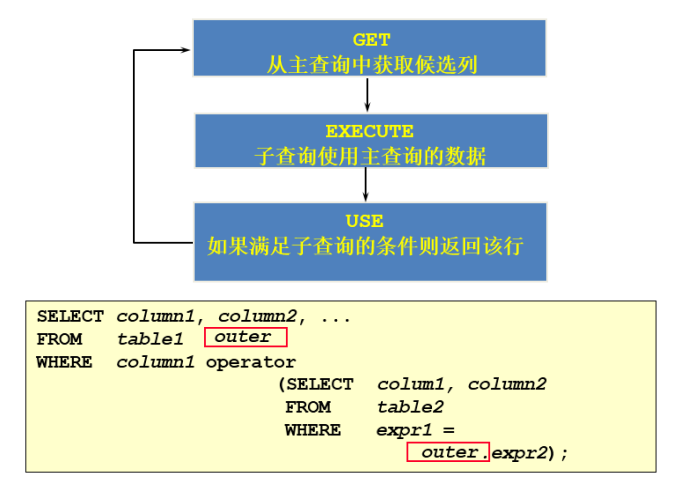 GET
从主查询中获取候选列
EXECUTE
子查询使用主查询的数据
USE
如果满足子查询的条件则返回该行
SELECT column1, column2, ...
FROM table1 outer
WHERE column1 operator
(SELECT colum1, column2
FROM table2
WHERE expr1 =
outer.expr2);